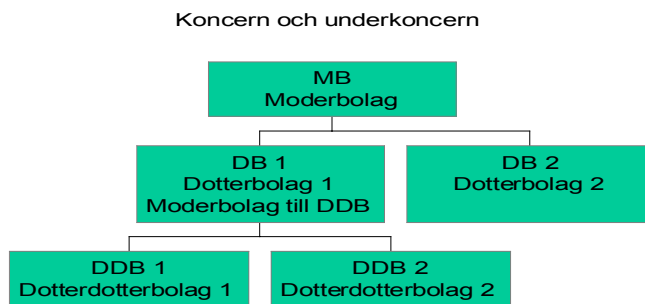 Koncern och underkoncern
MB
Moderbolag
DB 1
Dotterbolag 1
Moderbolag till DDB
DB 2
Dotterbolag 2
DDB 1
Dotterdotterbolag 1
DDB 2
Dotterdotterbolag 2